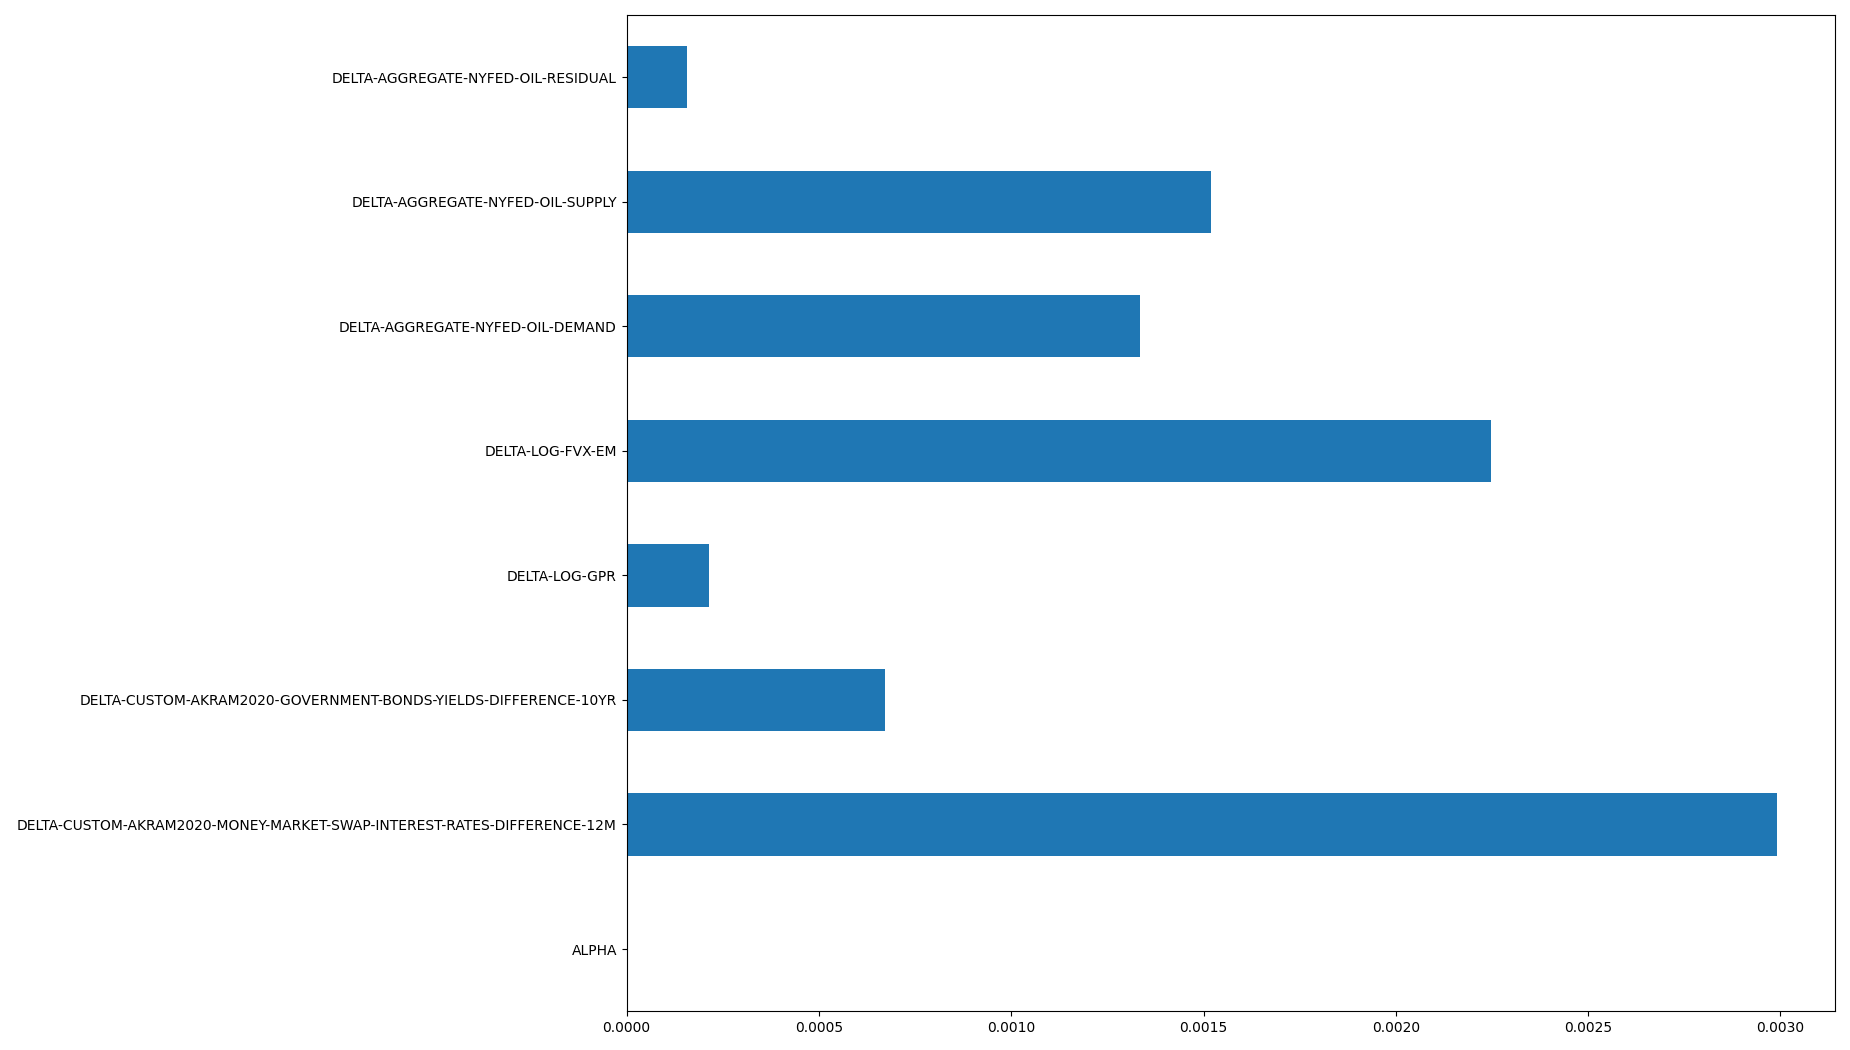 DELTA-AGGREGATE-NYFED-OIL-RESIDUAL
DELTA-AGGREGATE-NYFED-OIL-SUPPLY
DELTA-AGGREGATE-NYFED-OIL-DEMAND
DELTA-LOG-FVX-EM
DELTA-LOG-GPR
DELTA-CUSTOM-AKRAM2020-GOVERNMENT-BONDS-YIELDS-DIFFERENCE-10YR
DELTA-CUSTOM-AKRAM2020-MONEY-MARKET-SWAP-INTEREST-RATES-DIFFERENCE-12M
ALPHA
0.0000 0.0005 0.0010 0.0015 0.0020 0.0025 0.0030